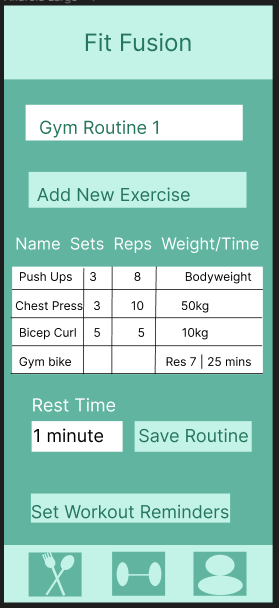 Fit Fusion
Gym Routine 1
Add New Exercise
Name Sets Reps Weight/Time
Push Ups 3 8 Bodyweight
Chest Press 3 10 50kg
Bicep Curl 5 5 10kg
Gym bike Res 7 | 25 mins
Rest Time
1 minute Save Routine
Set Workout Reminders